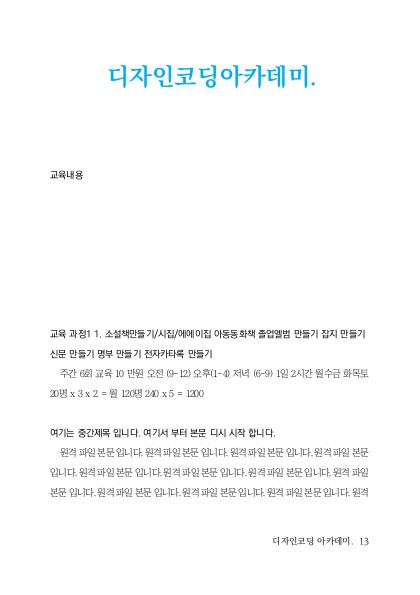 디자인코딩아카데미.
교육내용
교육 과정1 1. 소설책만들기/시집/에에이집 아동동화책 졸업앨범 만들기 잡지 만들기
신문 만들기 명부 만들기 전자카타록 만들기
주간 6회 교육 10 만원 오전 (9-12) 오후(1-4) 저녁 (6-9) 1일 2시간 월수금 화목토
20명 x 3 x 2 = 월 120명 240 x 5 = 1200
여기는 중간제목 입니다. 여기서 부터 본문 디시 시작 합니다.
원격 파일 본문 입니다. 원격 파일 본문 입니다. 원격 파일 본문 입니다. 원격 파일 본문
입니다. 원격 파일 본문 입니다. 원격 파일 본문 입니다. 원격 파일 본문 입니다. 원격 파일
본문 입니다. 원격 파일 본문 입니다. 원격 파일 본문 입니다. 원격 파일 본문 입니다. 원격
디자인코딩 아카데미. 13